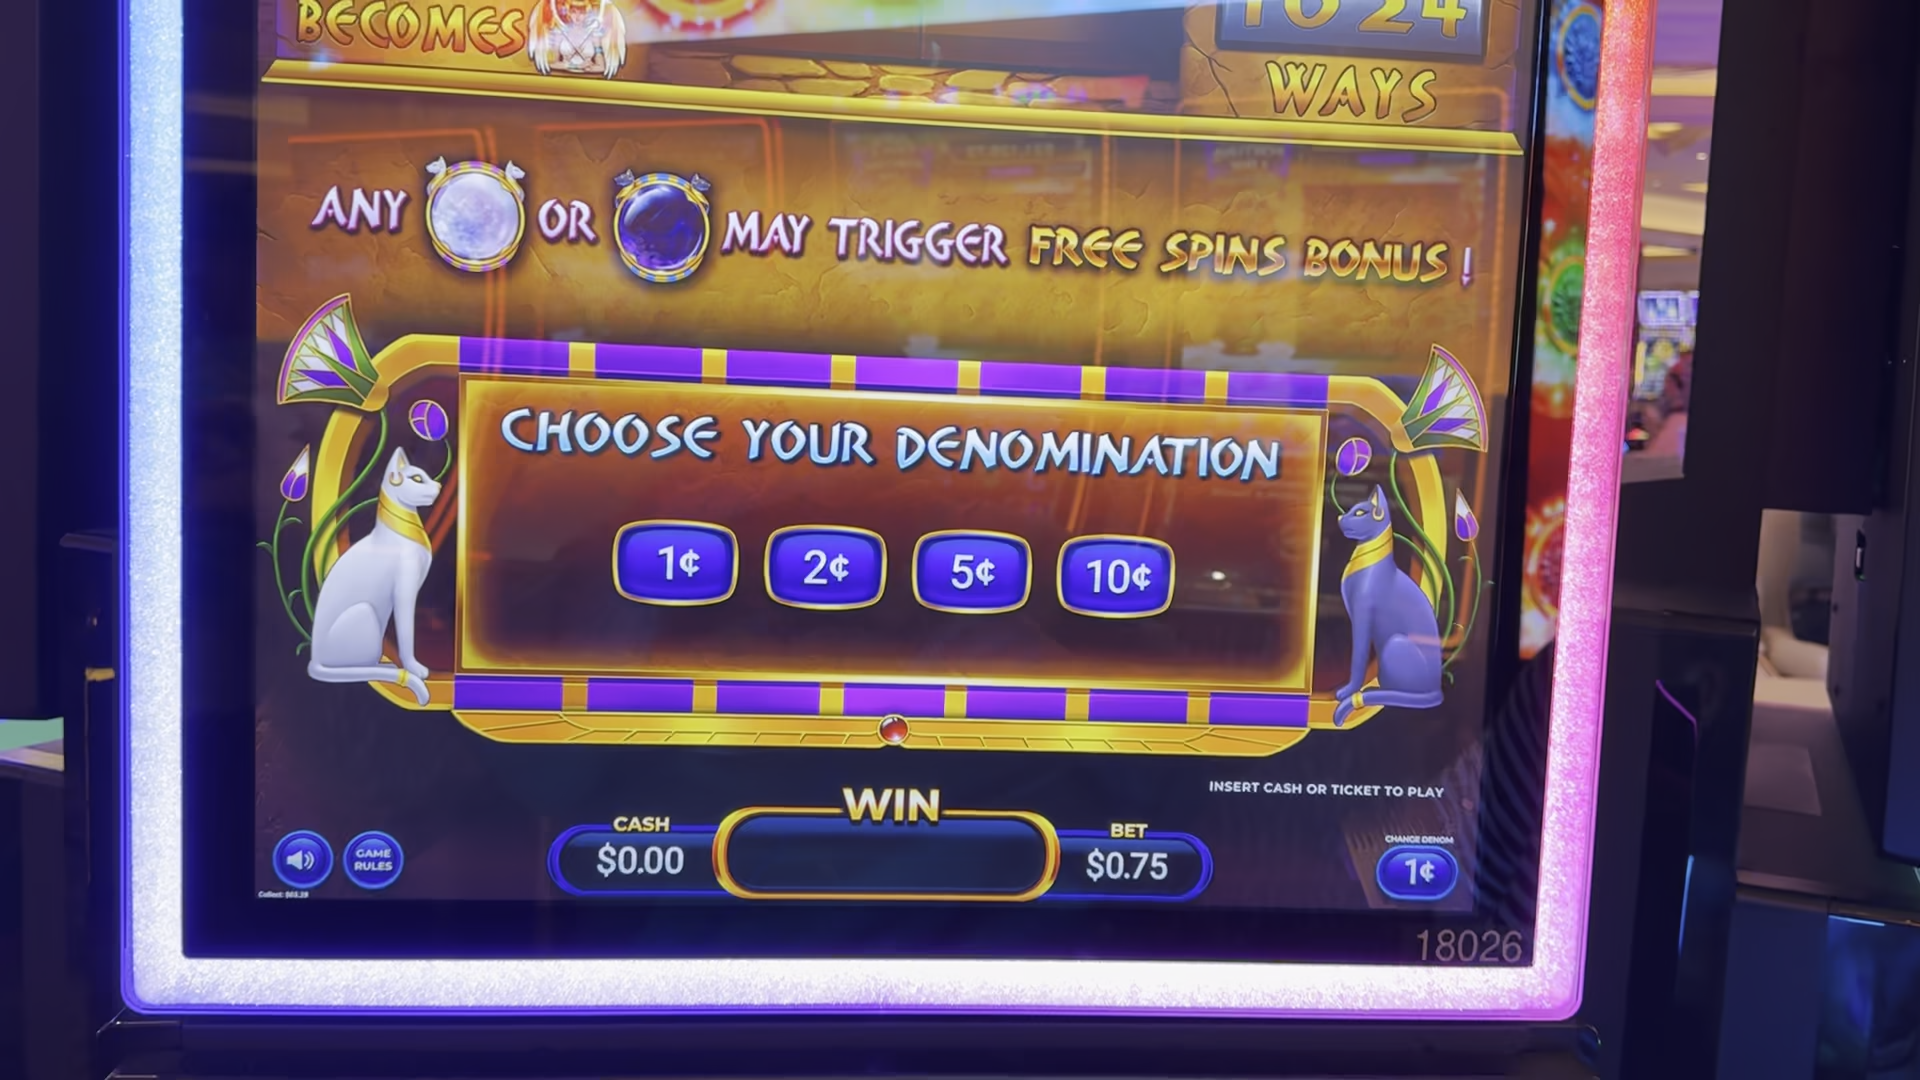 BECOMES
1024
WAYS
ANY OR MAY TRIGGER FREE SPINS BONUS!
CHOOSE YOUR DENOMINATION
1¢ 2¢ 5¢ 10¢
INSERT CASH OR TICKET TO PLAY
WIN
CASH
$0.00
BET
$0.75
CHANGE DENOM
1¢
GAME
RULES
18026